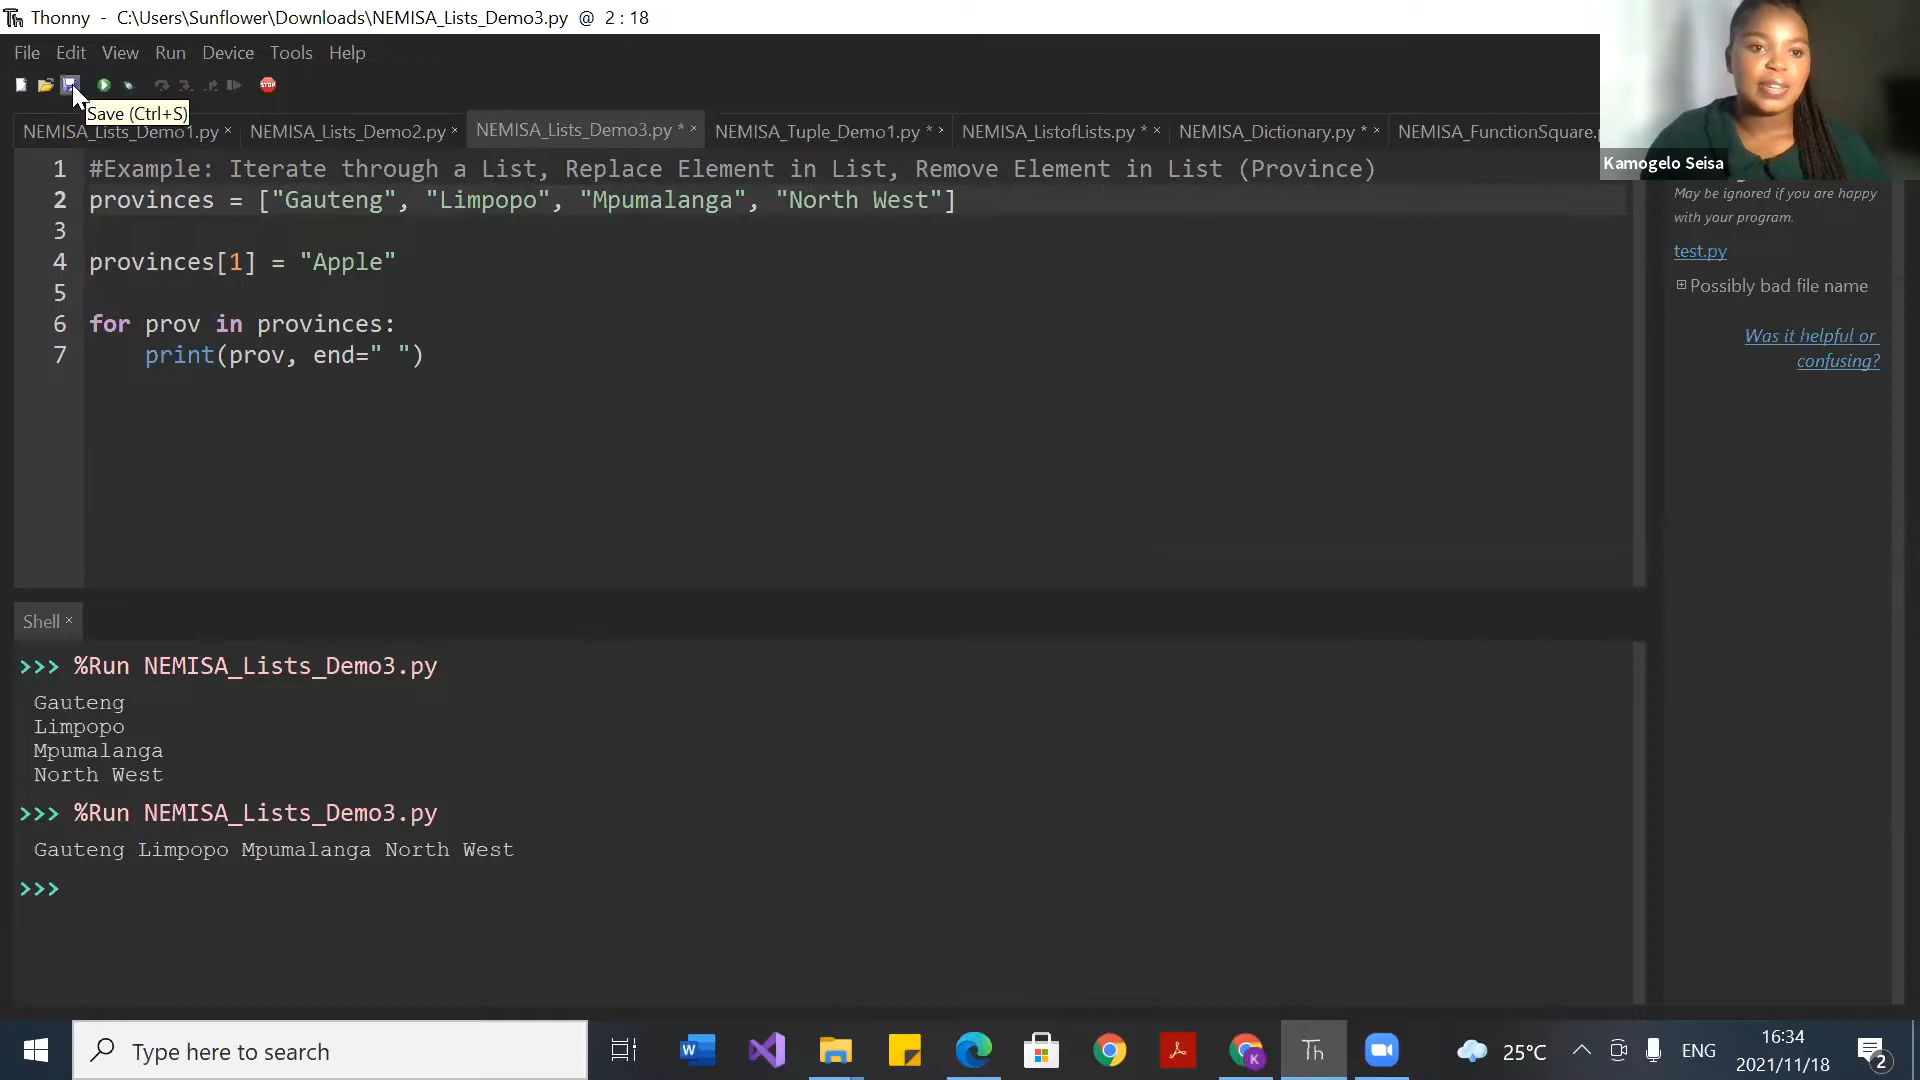 Th Thonny - C:\Users\Sunflower\Downloads\NEMISA_Lists_Demo3.py @ 2 : 18
File Edit View Run Device Tools Help
STOP
Save (Ctrl+S)
NEMISA_Lists_Demo1.py × NEMISA_Lists_Demo2.py × NEMISA_Lists_Demo3.py * × NEMISA_Tuple_Demo1.py * × NEMISA_ListofLists.py * × NEMISA_Dictionary.py * × NEMISA_FunctionSquare.
Kamogelo Seisa
1 #Example: Iterate through a List, Replace Element in List, Remove Element in List (Province)
2 provinces = ["Gauteng", "Limpopo", "Mpumalanga", "North West"]
3
4 provinces[1] = "Apple"
5
6 for prov in provinces:
7 print(prov, end=" ")
May be ignored if you are happy
with your program.
test.py
Possibly bad file name
Was it helpful or
confusing?
Shell ×
>>> %Run NEMISA_Lists_Demo3.py
Gauteng
Limpopo
Mpumalanga
North West
>>> %Run NEMISA_Lists_Demo3.py
Gauteng Limpopo Mpumalanga North West
>>>
Type here to search
W
K
Th
25°C
ENG
16:34
2021/11/18
2